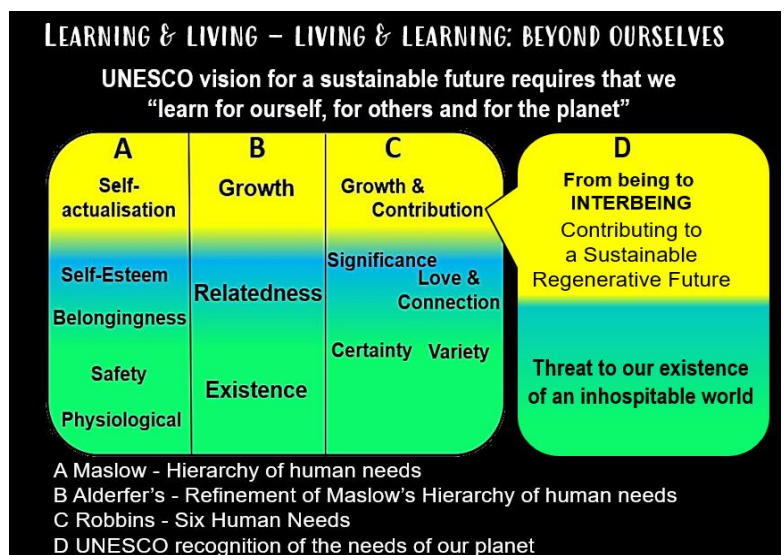 LEARNING & LIVING – LIVING & LEARNING: BEYOND OURSELVES
UNESCO vision for a sustainable future requires that we
“learn for ourself, for others and for the planet”
A
Self-
actualisation
Self-Esteem
Belongingness
Safety
Physiological
B
Growth
Relatedness
Existence
C
Growth &
Contribution
Significance
Love &
Connection
Certainty Variety
D
From being to
INTERBEING
Contributing to
a Sustainable
Regenerative Future
Threat to our existence
of an inhospitable world
A Maslow - Hierarchy of human needs
B Alderfer's - Refinement of Maslow's Hierarchy of human needs
C Robbins - Six Human Needs
D UNESCO recognition of the needs of our planet